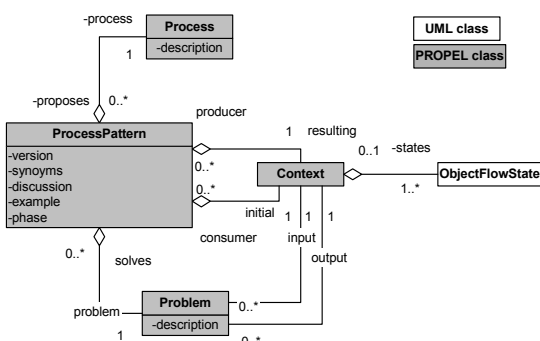 -process
Process
-description
1
UML class
PROPEL class
-proposes
0..*
producer
ProcessPattern
-version
-synoyms
-discussion
-example
-phase
0..*
0..*
1
resulting
Context
0..1
-states
1..*
ObjectFlowState
initial
consumer
1
1
1
input
output
0..*
solves
problem
1
Problem
-description
0..*
0..*